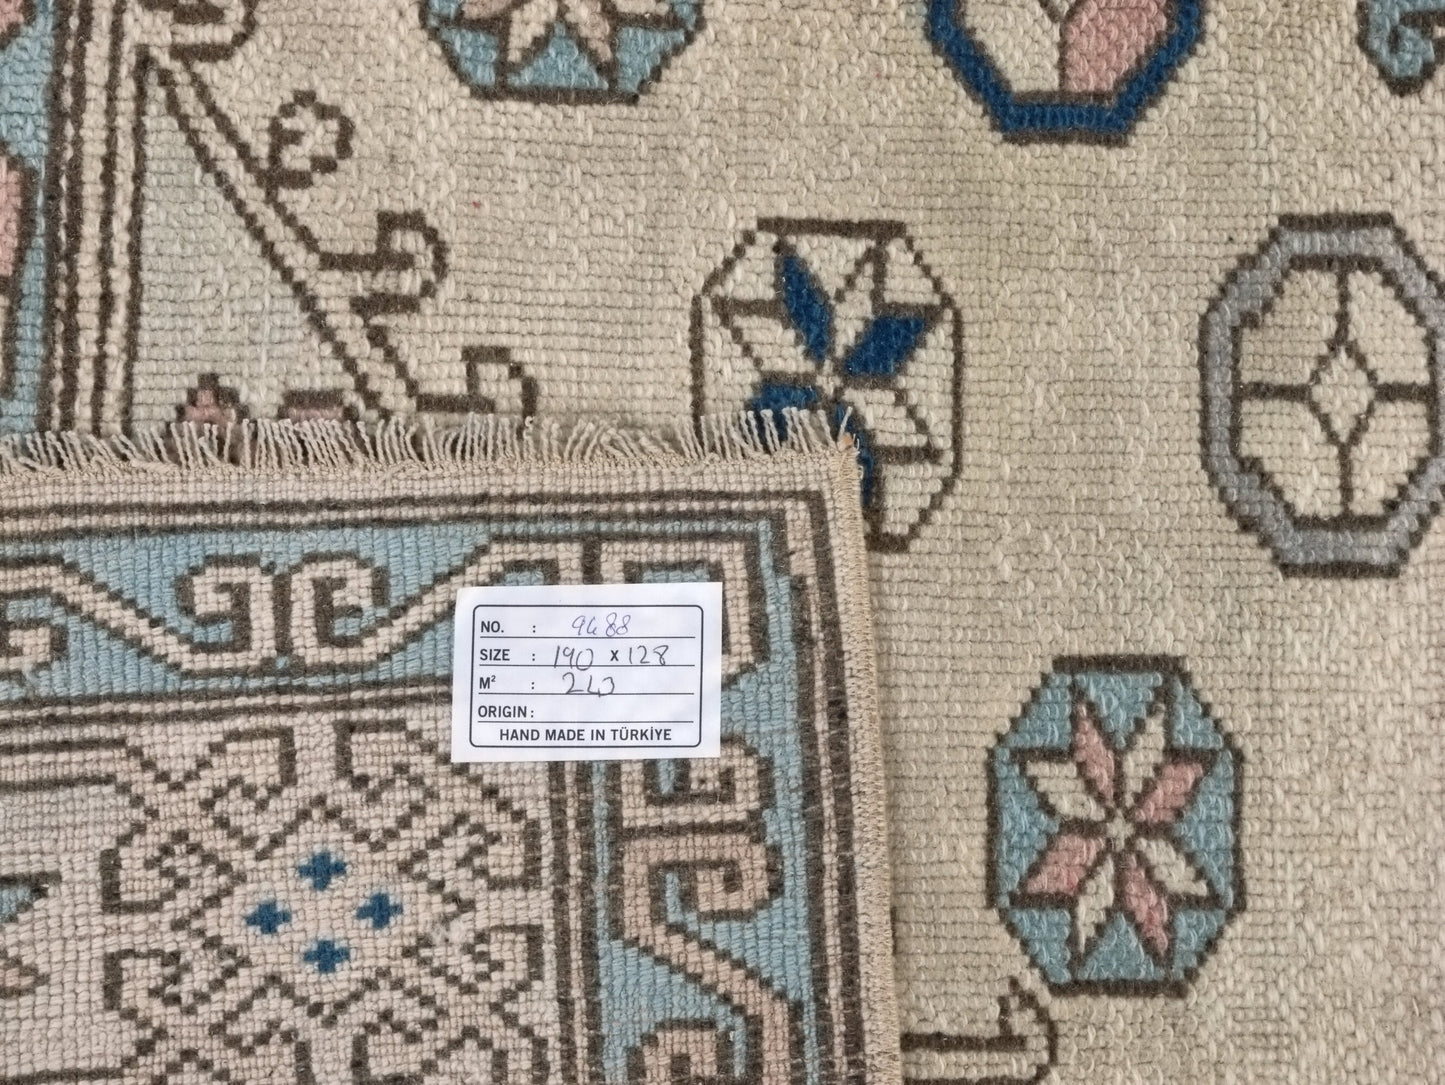 NO. : 9488
SIZE : 190 X 128
M² : 2,43
ORIGIN :
HAND MADE IN TÜRKİYE